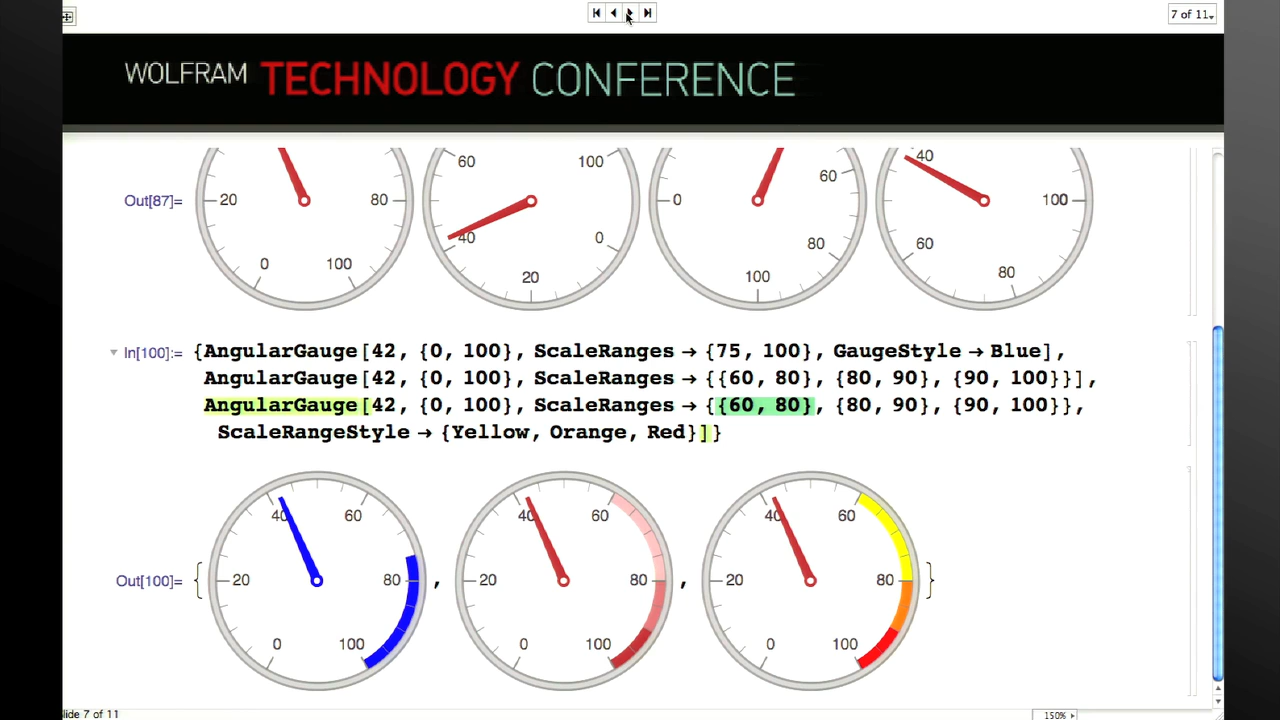 7 of 11
WOLFRAM TECHNOLOGY CONFERENCE
Out[87]=
20 80 0 100
60 100 40 0 20
0 60 80 100
40 100 60 80
In[100]:= {AngularGauge[42, {0, 100}, ScaleRanges → {75, 100}, GaugeStyle → Blue],
AngularGauge[42, {0, 100}, ScaleRanges → {{60, 80}, {80, 90}, {90, 100}}],
AngularGauge[42, {0, 100}, ScaleRanges → {{60, 80}, {80, 90}, {90, 100}},
ScaleRangeStyle → {Yellow, Orange, Red}]}
Out[100]= {
40 60 20 80 0 100
,
40 60 20 80 0 100
,
40 60 20 80 0 100
}
lide 7 of 11
150%